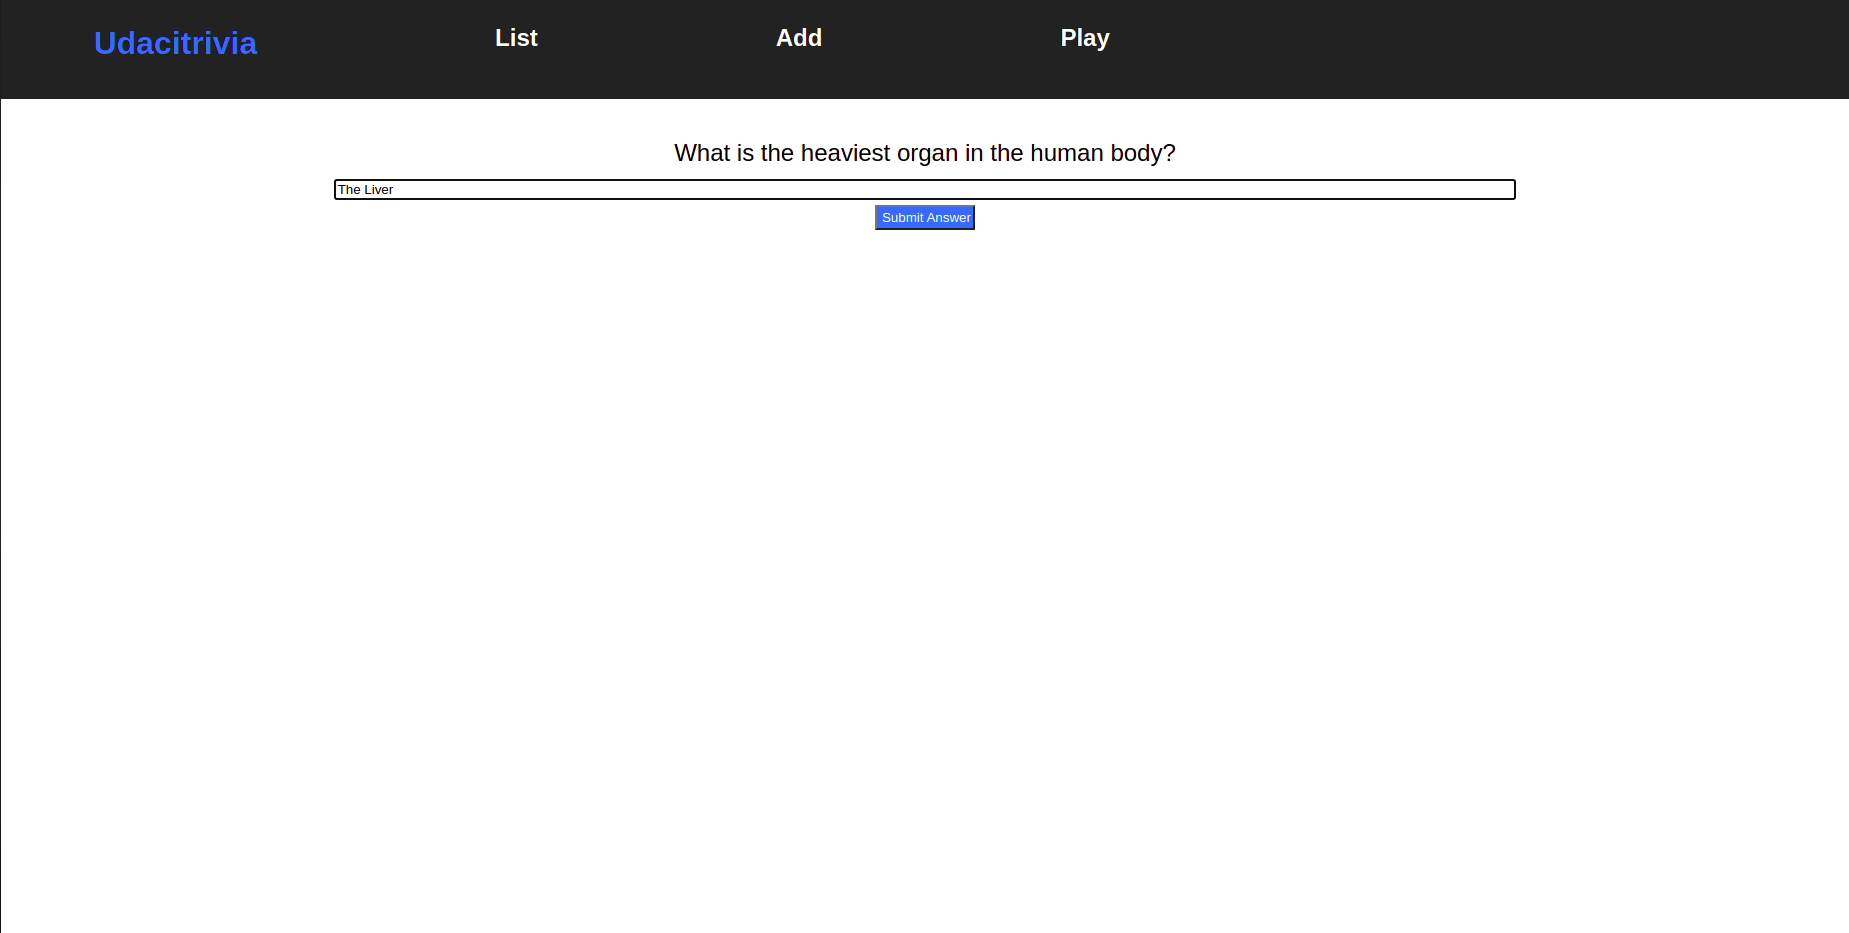 Udacitrivia
List
Add
Play
What is the heaviest organ in the human body?
The Liver
Submit Answer